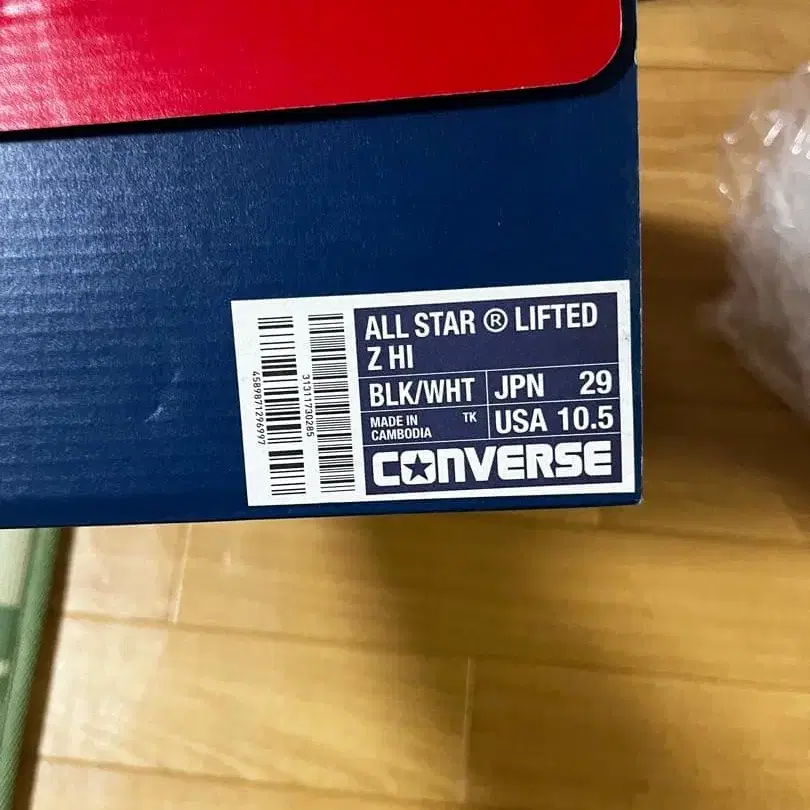 ALL STAR ® LIFTED
Z HI
BLK/WHT JPN 29
MADE IN CAMBODIA TK USA 10.5
CONVERSE
4589871296997
31311730285